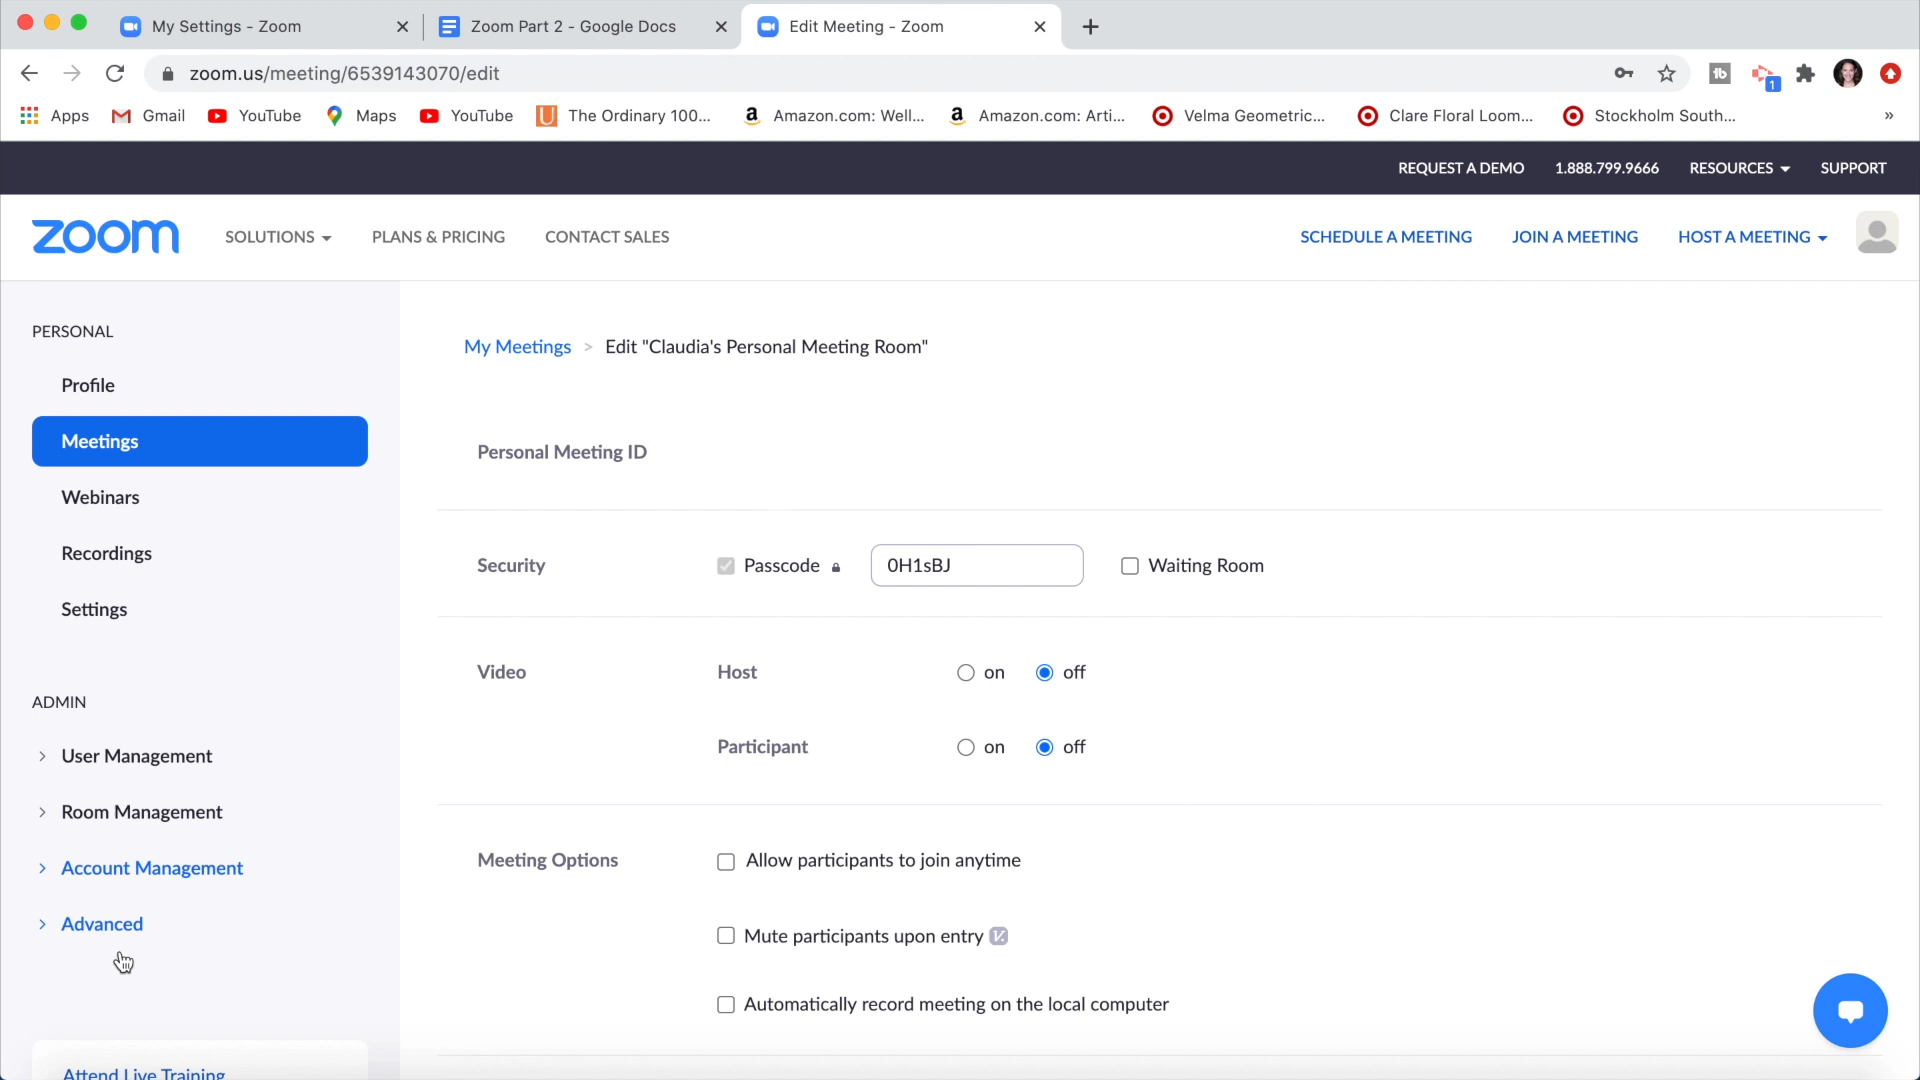 My Settings - Zoom
Zoom Part 2 - Google Docs
Edit Meeting - Zoom
zoom.us/meeting/6539143070/edit
1
Apps
Gmail
YouTube
Maps
YouTube
The Ordinary 100...
Amazon.com: Well...
Amazon.com: Arti...
Velma Geometric...
Clare Floral Loom...
Stockholm South...
»
REQUEST A DEMO
1.888.799.9666
RESOURCES
SUPPORT
zoom
SOLUTIONS
PLANS & PRICING
CONTACT SALES
SCHEDULE A MEETING
JOIN A MEETING
HOST A MEETING
PERSONAL
Profile
Meetings
Webinars
Recordings
Settings
ADMIN
User Management
Room Management
Account Management
Advanced
Attend Live Training
My Meetings > Edit "Claudia's Personal Meeting Room"
Personal Meeting ID
Security
Passcode
0H1sBJ
Waiting Room
Video
Host
on
off
Participant
on
off
Meeting Options
Allow participants to join anytime
Mute participants upon entry
Automatically record meeting on the local computer